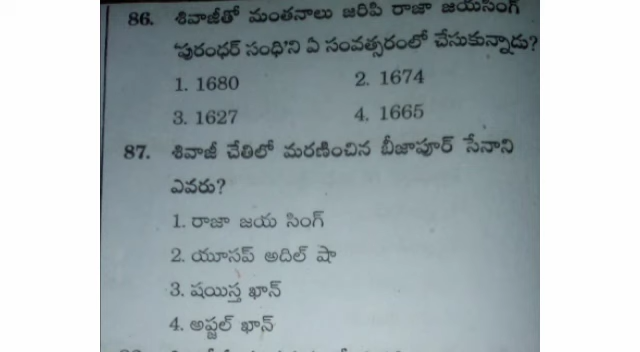 86. శివాజీతో మంతనాలు జరిపి రాజా జయసింగ్
'పురంధర్ సంధి'ని ఏ సంవత్సరంలో చేసుకున్నాడు?
1. 1680 2. 1674
3. 1627 4. 1665
87. శివాజీ చేతిలో మరణించిన బీజాపూర్ సేనాని
ఎవరు?
1. రాజా జయ సింగ్
2. యూసప్ అదిల్ షా
3. షయిస్త ఖాన్
4. అఫ్జల్ ఖాన్